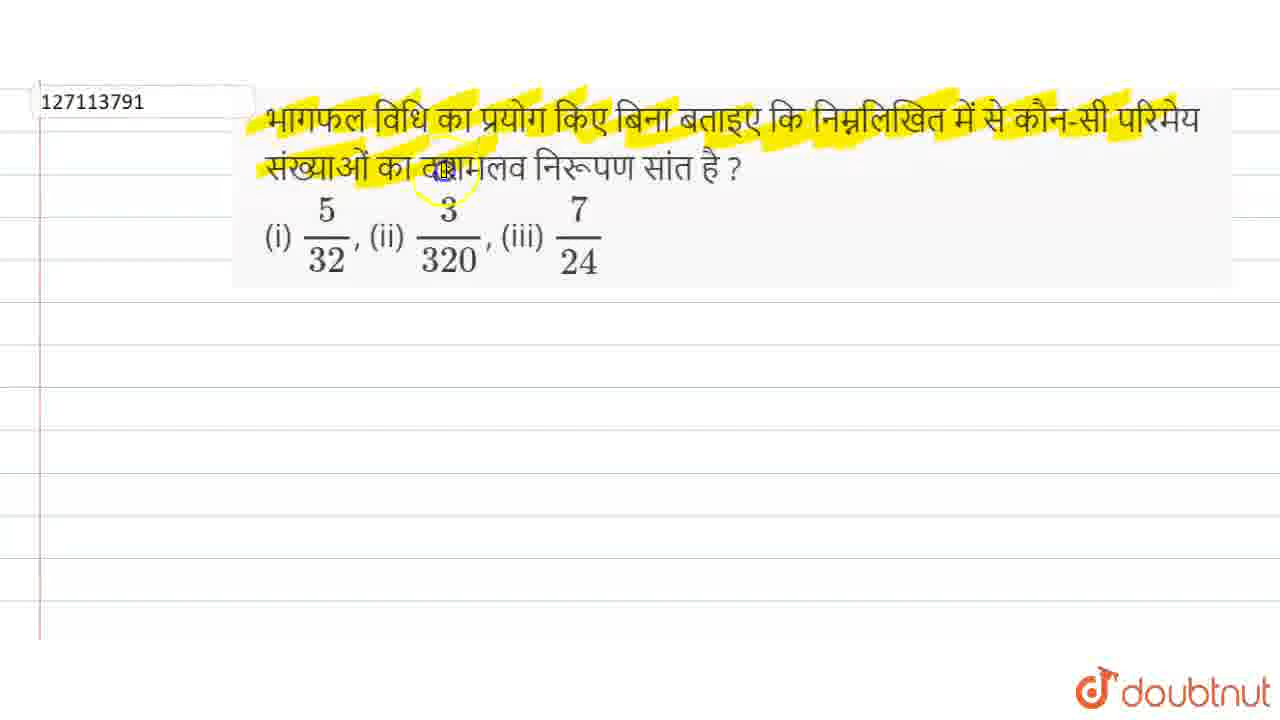 127113791
भागफल विधि का प्रयोग किए बिना बताइए कि निम्नलिखित में से कौन-सी परिमेय
संख्याओं का दशमलव निरूपण सांत है ?
(i) 5/32, (ii) 3/320, (iii) 7/24
doubtnut